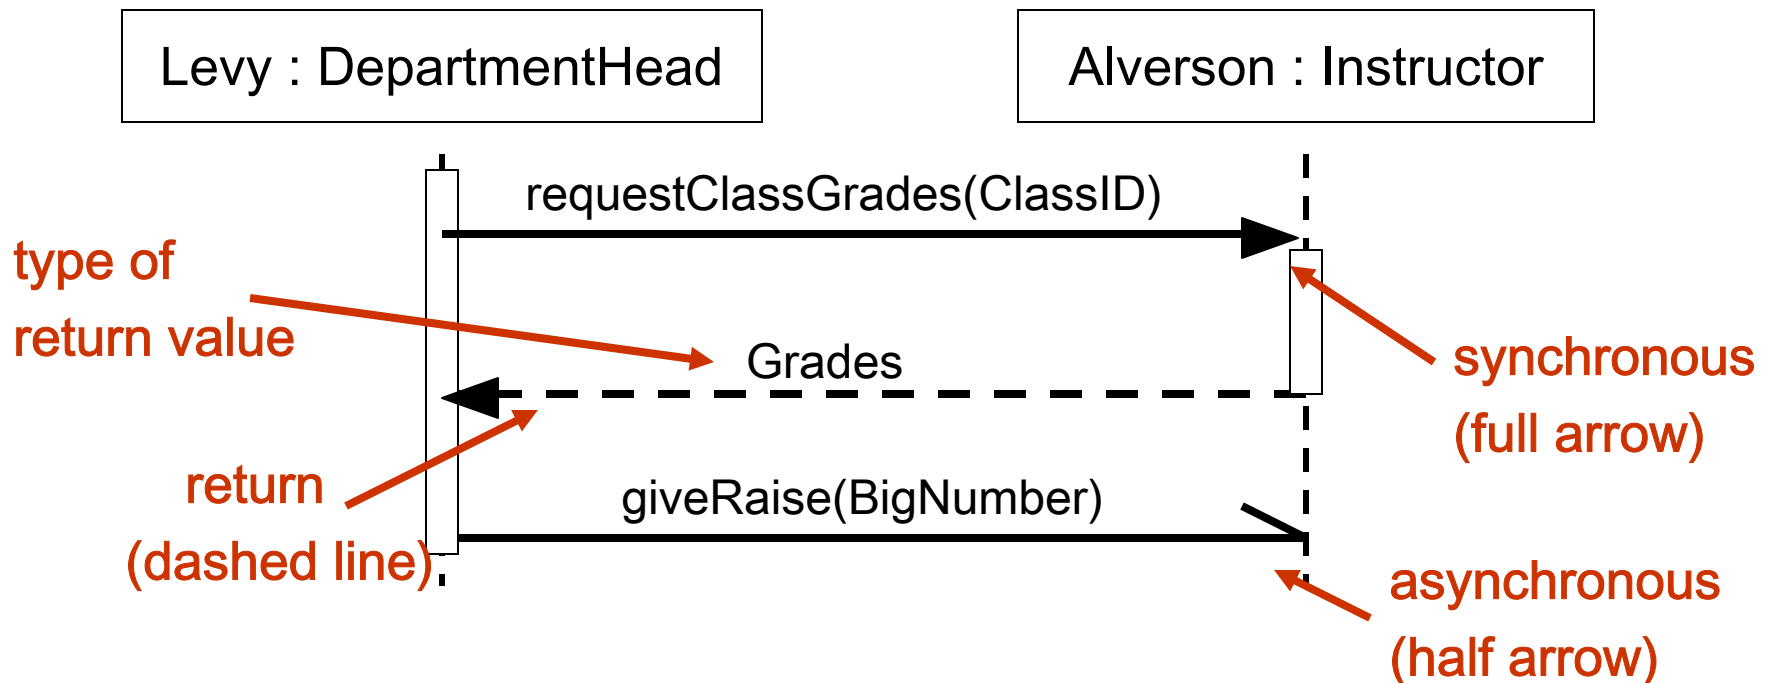 Levy : DepartmentHead
Alverson : Instructor
requestClassGrades(ClassID)
type of
return value
Grades
synchronous
(full arrow)
return
(dashed line)
giveRaise(BigNumber)
asynchronous
(half arrow)